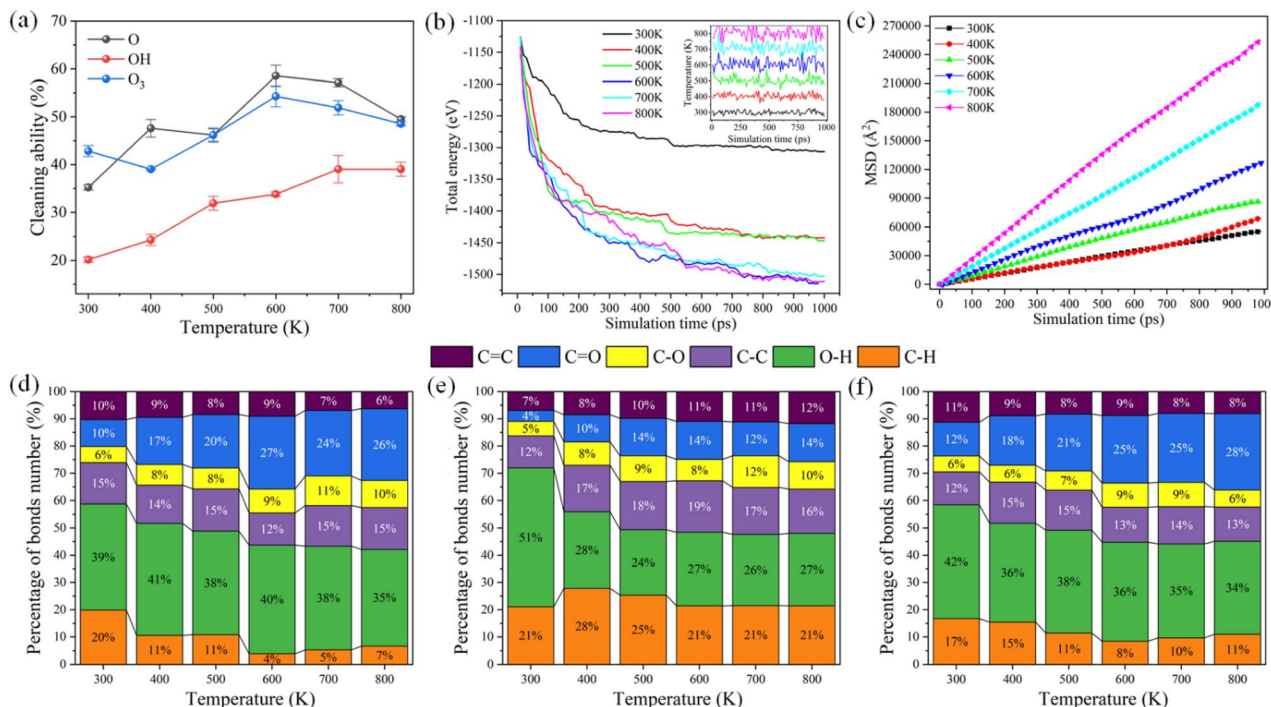 (a)
Cleaning ability (%)
70
60
50
40
30
20
O
OH
O₃
300
400
500
600
700
800
Temperature (K)
(b)
Total energy (eV)
-1100
-1150
-1200
-1250
-1300
-1350
-1400
-1450
-1500
300K
400K
500K
600K
700K
800K
Temperature (K)
800
700
600
500
400
300
0
500
1000
Simulation time (ps)
0 100 200 300 400 500 600 700 800 900 1000
Simulation time (ps)
(c)
MSD (Å²)
270000
240000
210000
180000
150000
120000
90000
60000
30000
0
300K
400K
500K
600K
700K
800K
0 100 200 300 400 500 600 700 800 900 1000
Simulation time (ps)
C=C C=O C-O C-C O-H C-H
(d)
Percentage of bonds number (%)
100
90
80
70
60
50
40
30
20
10
0
10% 9% 8% 9% 7% 6%
10% 17% 20% 27% 24% 26%
6% 8% 8% 9% 11% 10%
15% 14% 15% 12% 15% 15%
39% 41% 38% 40% 38% 35%
20% 11% 11% 4% 5% 7%
300 400 500 600 700 800
Temperature (K)
(e)
Percentage of bonds number (%)
100
90
80
70
60
50
40
30
20
10
0
7% 8% 10% 11% 11% 12%
4% 10% 14% 14% 12% 14%
5% 8% 9% 8% 12% 10%
12% 17% 18% 19% 17% 16%
51% 28% 24% 27% 26% 27%
21% 28% 25% 21% 21% 21%
300 400 500 600 700 800
Temperature (K)
(f)
Percentage of bonds number (%)
100
90
80
70
60
50
40
30
20
10
0
11% 9% 8% 9% 8% 8%
12% 18% 21% 25% 25% 28%
6% 6% 7% 9% 9% 6%
12% 15% 15% 13% 14% 13%
42% 36% 38% 36% 35% 34%
17% 15% 11% 8% 10% 11%
300 400 500 600 700 800
Temperature (K)